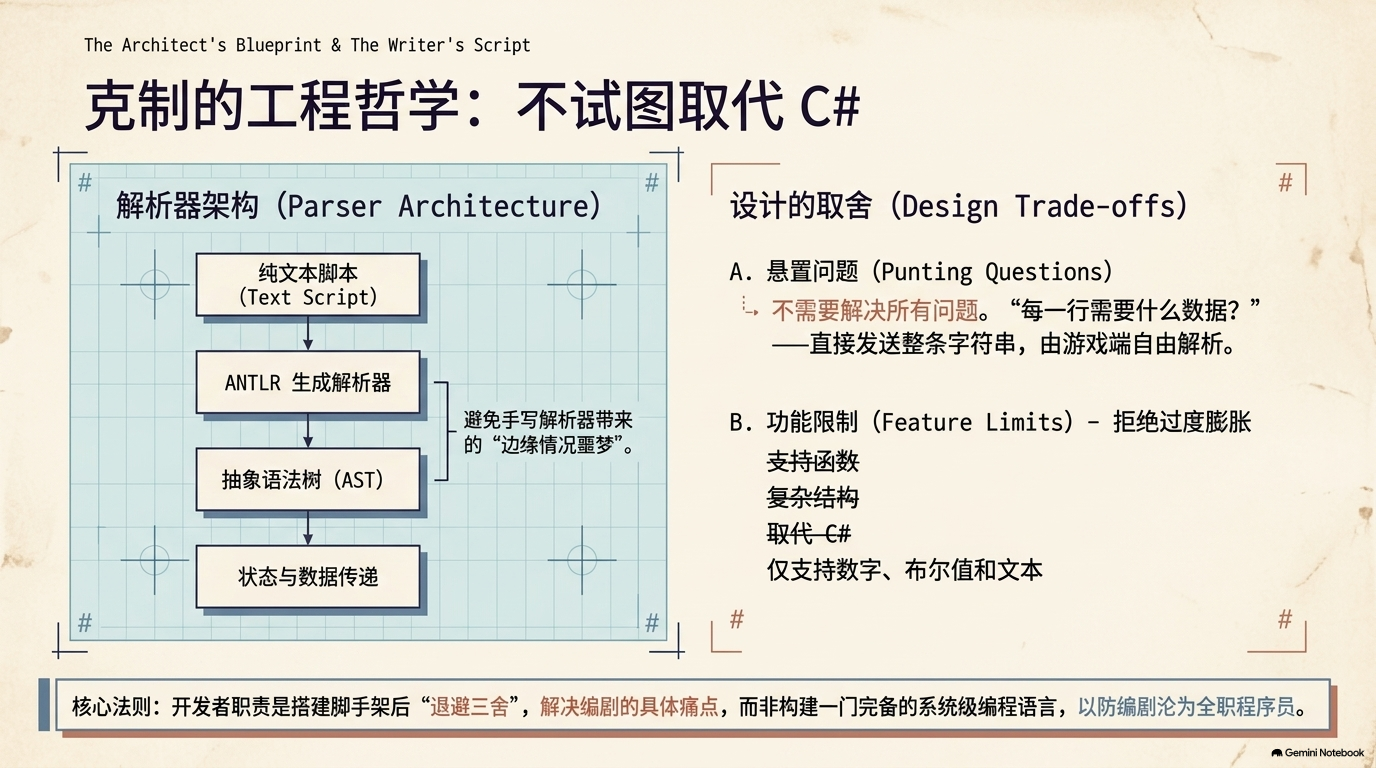 The Architect's Blueprint & The Writer's Script
克制的工程哲学：不试图取代 C#
# #
解析器架构（Parser Architecture）
纯文本脚本
（Text Script）
ANTLR 生成解析器
抽象语法树（AST）
状态与数据传递
避免手写解析器带来
的“边缘情况噩梦”。
# #
#
设计的取舍（Design Trade-offs）
A. 悬置问题（Punting Questions）
不需要解决所有问题。“每一行需要什么数据？”
——直接发送整条字符串，由游戏端自由解析。
B. 功能限制（Feature Limits）- 拒绝过度膨胀
支持函数
复杂结构
取代 C#
仅支持数字、布尔值和文本
# #
核心法则：开发者职责是搭建脚手架后“退避三舍”，解决编剧的具体痛点，而非构建一门完备的系统级编程语言，以防编剧沦为全职程序员。
Gemini Notebook